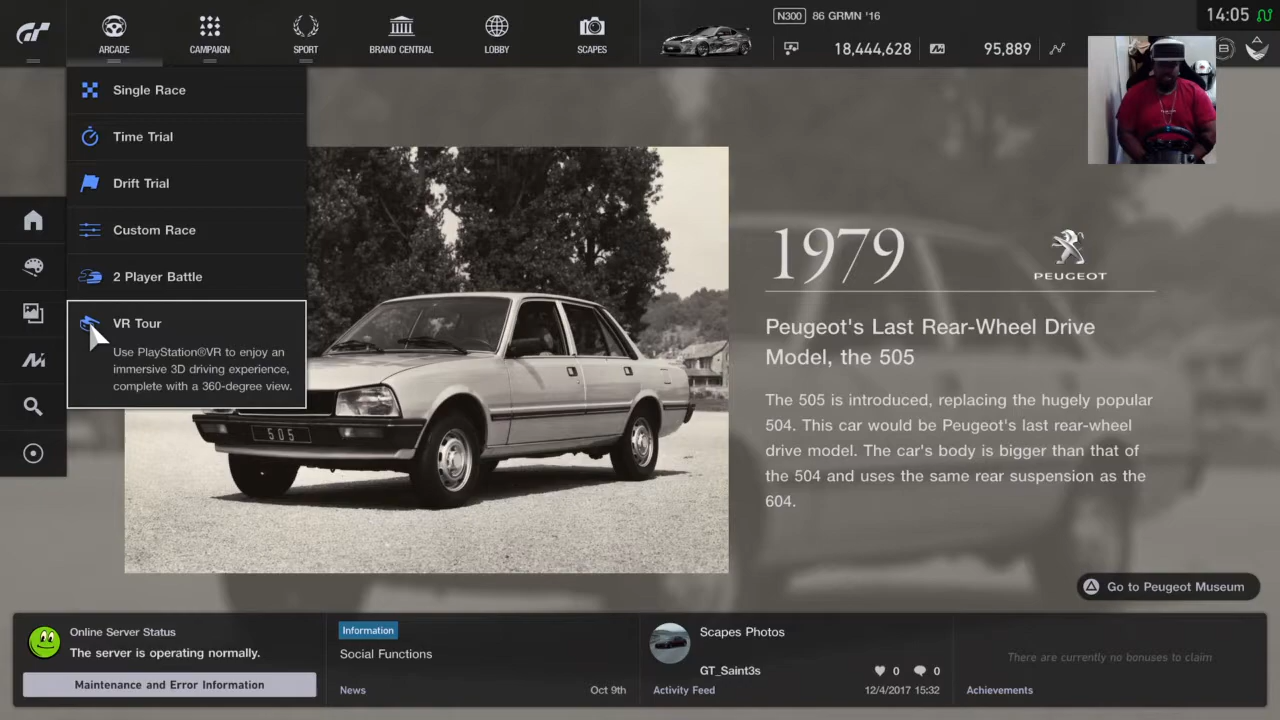 ARCADE
CAMPAIGN
SPORT
BRAND CENTRAL
LOBBY
SCAPES
N300 86 GRMN '16
18,444,628
95,889
14:05
B
Single Race
Time Trial
Drift Trial
Custom Race
2 Player Battle
VR Tour
Use PlayStation®VR to enjoy an
immersive 3D driving experience,
complete with a 360-degree view.
505
1979
PEUGEOT
Peugeot's Last Rear-Wheel Drive
Model, the 505
The 505 is introduced, replacing the hugely popular
504. This car would be Peugeot's last rear-wheel
drive model. The car's body is bigger than that of
the 504 and uses the same rear suspension as the
604.
Go to Peugeot Museum
Online Server Status
The server is operating normally.
Maintenance and Error Information
Information
Social Functions
News Oct 9th
Scapes Photos
GT_Saint3s 0 0
Activity Feed 12/4/2017 15:32
There are currently no bonuses to claim
Achievements